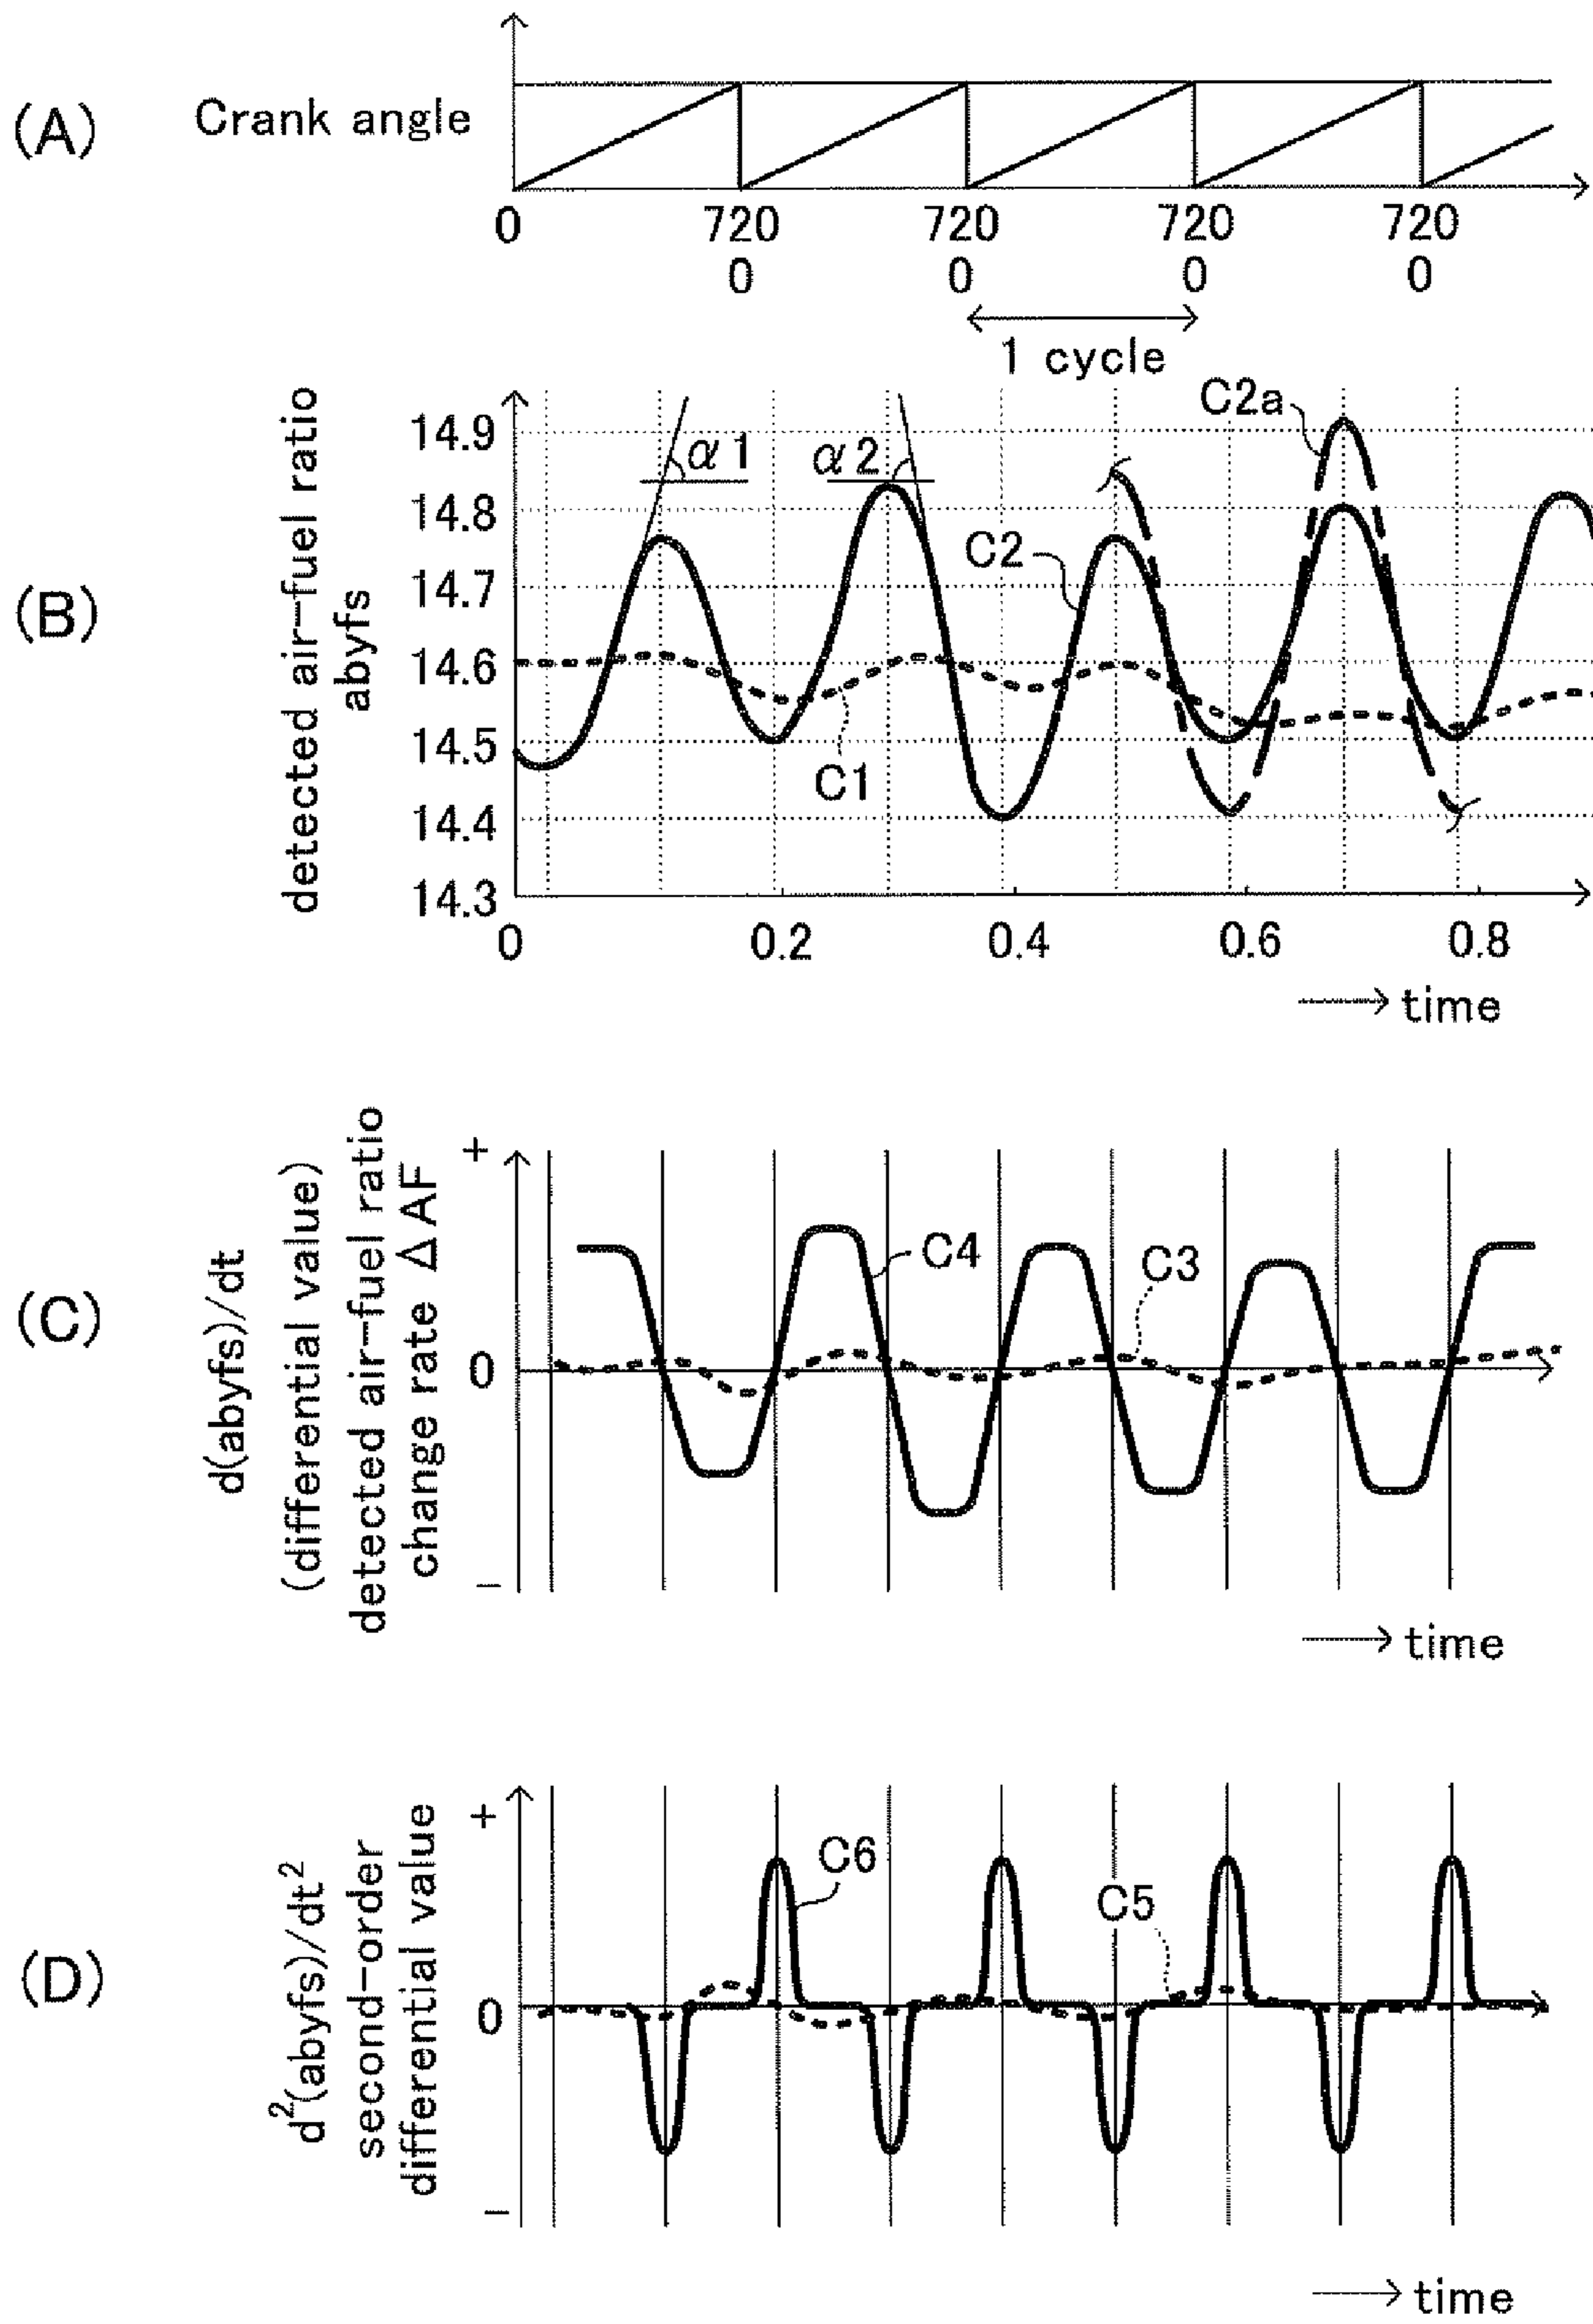 (A)
Crank angle
0
720
720
720
720
0
0
0
0
1 cycle
(B)
detected air-fuel ratio
abyfs
14.9
14.8
14.7
14.6
14.5
14.4
14.3
α1
α2
C2
C2a
C1
0
0.2
0.4
0.6
0.8
time
(C)
d(abyfs)/dt
(differential value)
detected air-fuel ratio
change rate ΔAF
+
0
−
C4
C3
time
(D)
d²(abyfs)/dt²
second-order
differential value
+
0
−
C6
C5
time